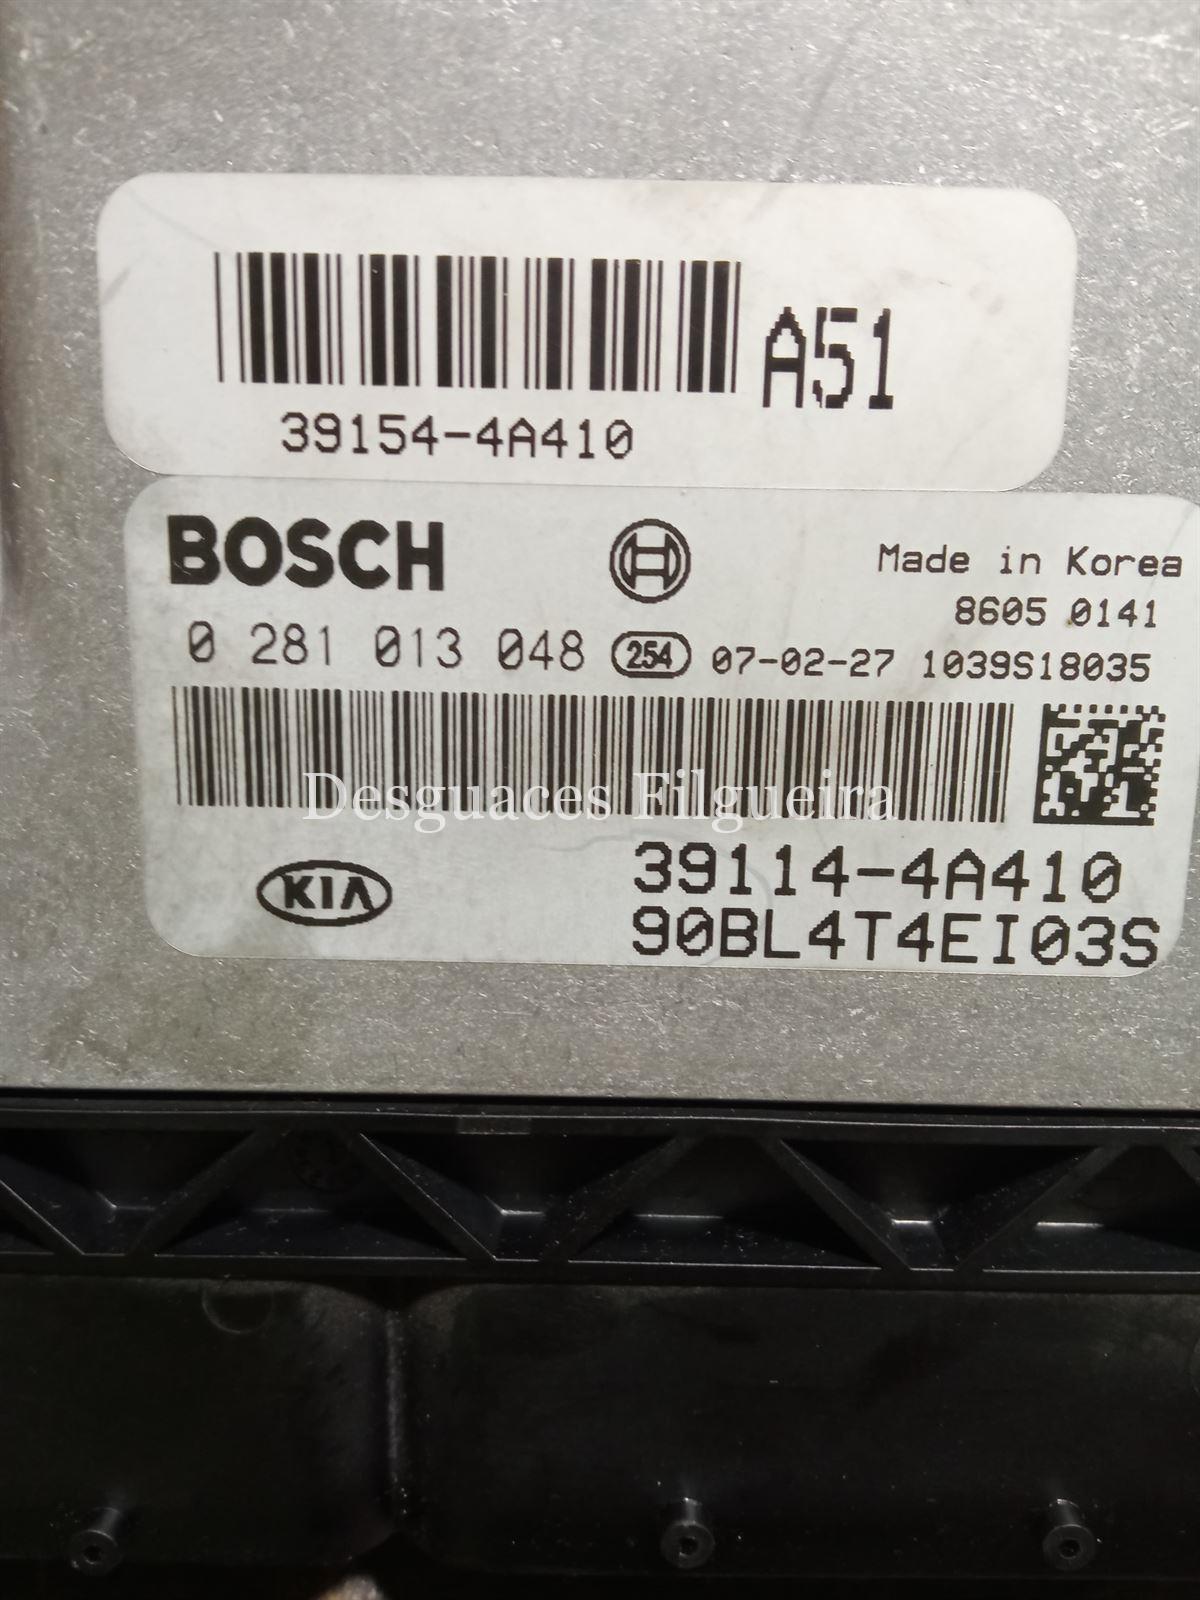 A51
39154-4A410
BOSCH
Made in Korea
8605 0141
0 281 013 048 254 07-02-27 1039S18035
Desguaces Filgueira
KIA
39114-4A410
90BL4T4EI03S